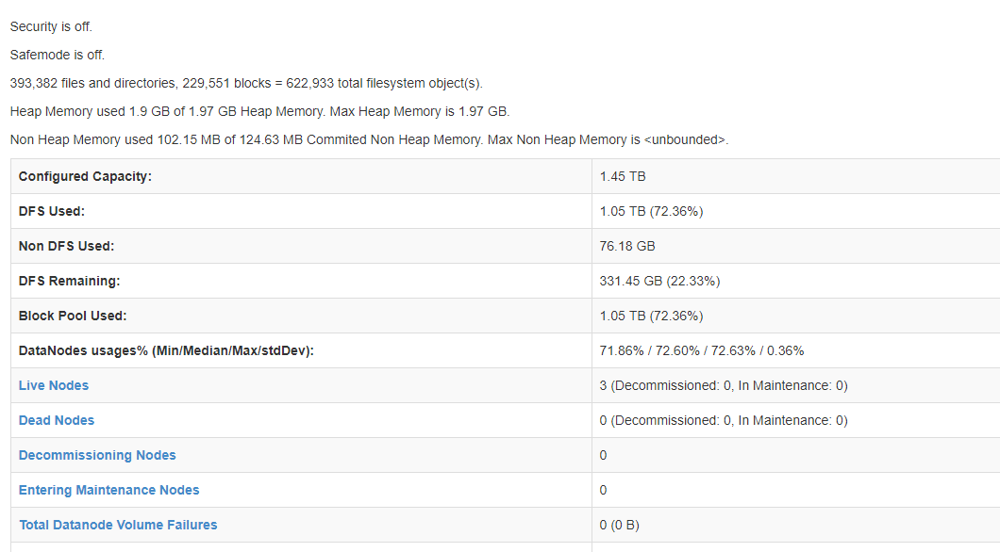 Security is off.
Safemode is off.
393,382 files and directories, 229,551 blocks = 622,933 total filesystem object(s).
Heap Memory used 1.9 GB of 1.97 GB Heap Memory. Max Heap Memory is 1.97 GB.
Non Heap Memory used 102.15 MB of 124.63 MB Commited Non Heap Memory. Max Non Heap Memory is <unbounded>.
Configured Capacity: 1.45 TB
DFS Used: 1.05 TB (72.36%)
Non DFS Used: 76.18 GB
DFS Remaining: 331.45 GB (22.33%)
Block Pool Used: 1.05 TB (72.36%)
DataNodes usages% (Min/Median/Max/stdDev): 71.86% / 72.60% / 72.63% / 0.36%
Live Nodes 3 (Decommissioned: 0, In Maintenance: 0)
Dead Nodes 0 (Decommissioned: 0, In Maintenance: 0)
Decommissioning Nodes 0
Entering Maintenance Nodes 0
Total Datanode Volume Failures 0 (0 B)